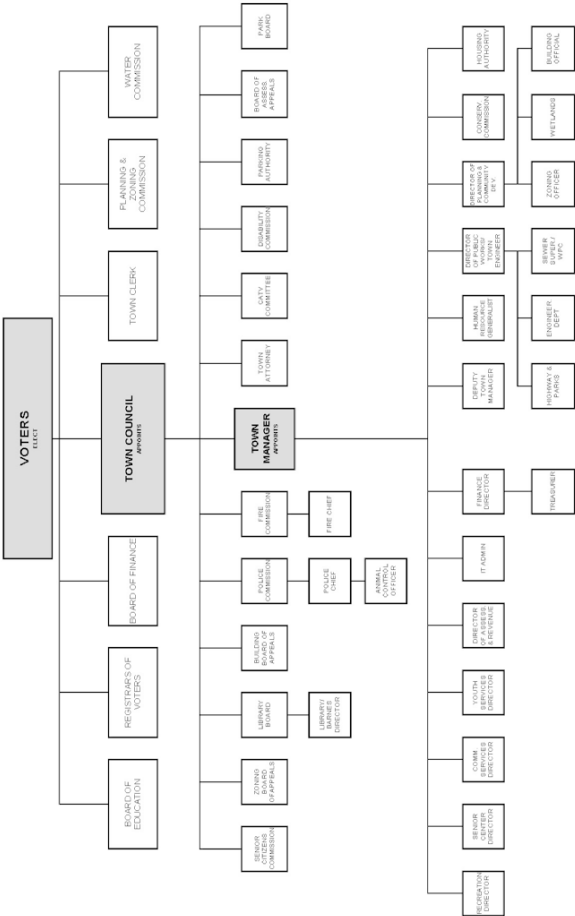 VOTERS
ELECT
BOARD OF
EDUCATION
REGISTRARS OF
VOTERS
BOARD OF FINANCE
TOWN COUNCIL
APPOINTS
TOWN CLERK
PLANNING &
ZONING
COMMISSION
WATER
COMMISSION
SENIOR
CITIZENS
COMMISSION
ZONING
BOARD
OFAPPEALS
LIBRARY
BOARD
BUILDING
BOARD OF
APPEALS
POLICE
COMMISSION
FIRE
COMMISSION
TOWN
MANAGER
APPOINTS
TOWN
ATTORNEY
CATV
COMMITTEE
DISABILITY
COMMISSION
PARKING
AUTHORITY
BOARD OF
ASSESS
APPEALS
PARK
BOARD
LIBRARY/
BARNES
DIRECTOR
POLICE
CHIEF
FIRE CHIEF
ANIMAL
CONTROL
OFFICER
RECREATION
DIRECTOR
SENIOR
CENTER
DIRECTOR
COMM.
SERVICES
DIRECTOR
YOUTH
SERVICES
DIRECTOR
DIRECTOR
OF ASSESS
& REVENUE
IT ADMIN
FINANCE
DIRECTOR
DEPUTY
TOWN
MANAGER
HUMAN
RESOURCE
GENERALIST
DIRECTOR
OF PUBLIC
WORKS/
TOWN
ENGINEER
DIRECTOR OF
PLANNING &
COMMUNITY
DEV.
CONSERV.
COMMISSION
HOUSING
AUTHORITY
TREASURER
HIGHWAY &
PARKS
ENGINEER
DEPT
SEWER
SUPER./
WPC
ZONING
OFFICER
WETLANDS
BUILDING
OFFICIAL